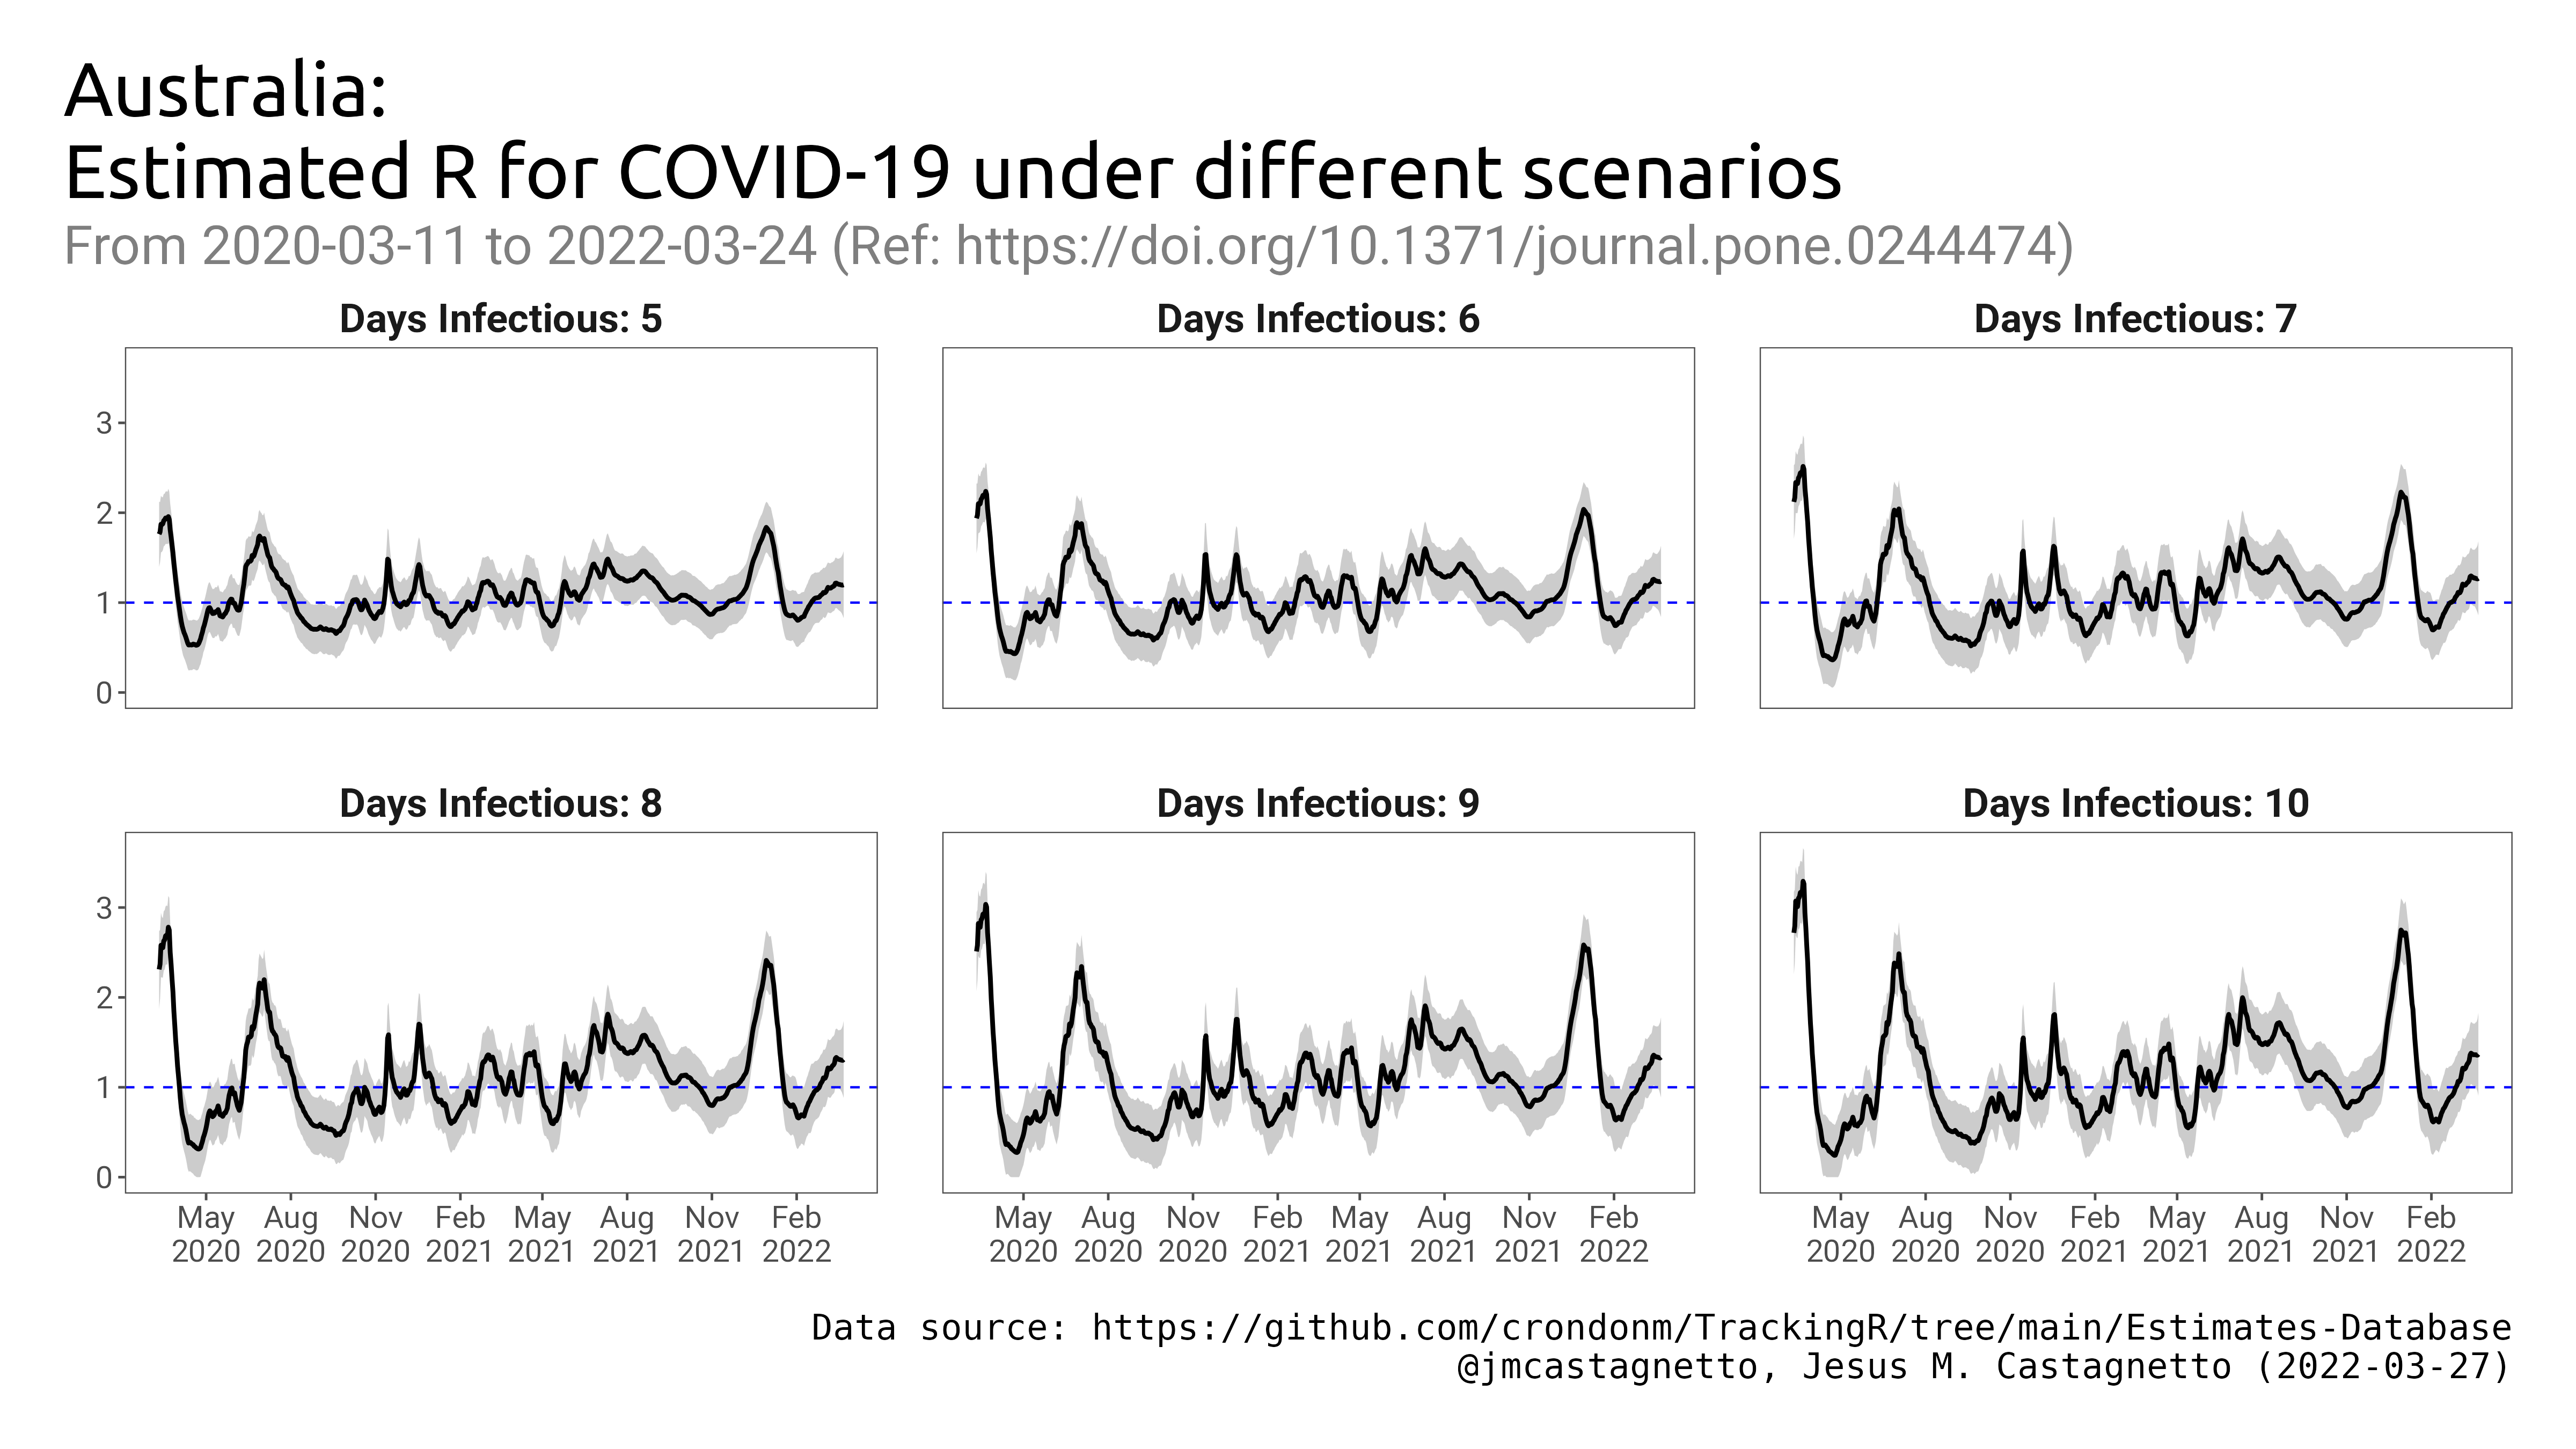 Australia:
Estimated R for COVID-19 under different scenarios
From 2020-03-11 to 2022-03-24 (Ref: https://doi.org/10.1371/journal.pone.0244474)
Days Infectious: 5
Days Infectious: 6
Days Infectious: 7
3
2
1
0
Days Infectious: 8
Days Infectious: 9
Days Infectious: 10
3
2
1
0
May Aug Nov Feb May Aug Nov Feb
2020 2020 2020 2021 2021 2021 2021 2022
May Aug Nov Feb May Aug Nov Feb
2020 2020 2020 2021 2021 2021 2021 2022
May Aug Nov Feb May Aug Nov Feb
2020 2020 2020 2021 2021 2021 2021 2022
Data source: https://github.com/crondonm/TrackingR/tree/main/Estimates-Database
@jmcastagnetto, Jesus M. Castagnetto (2022-03-27)